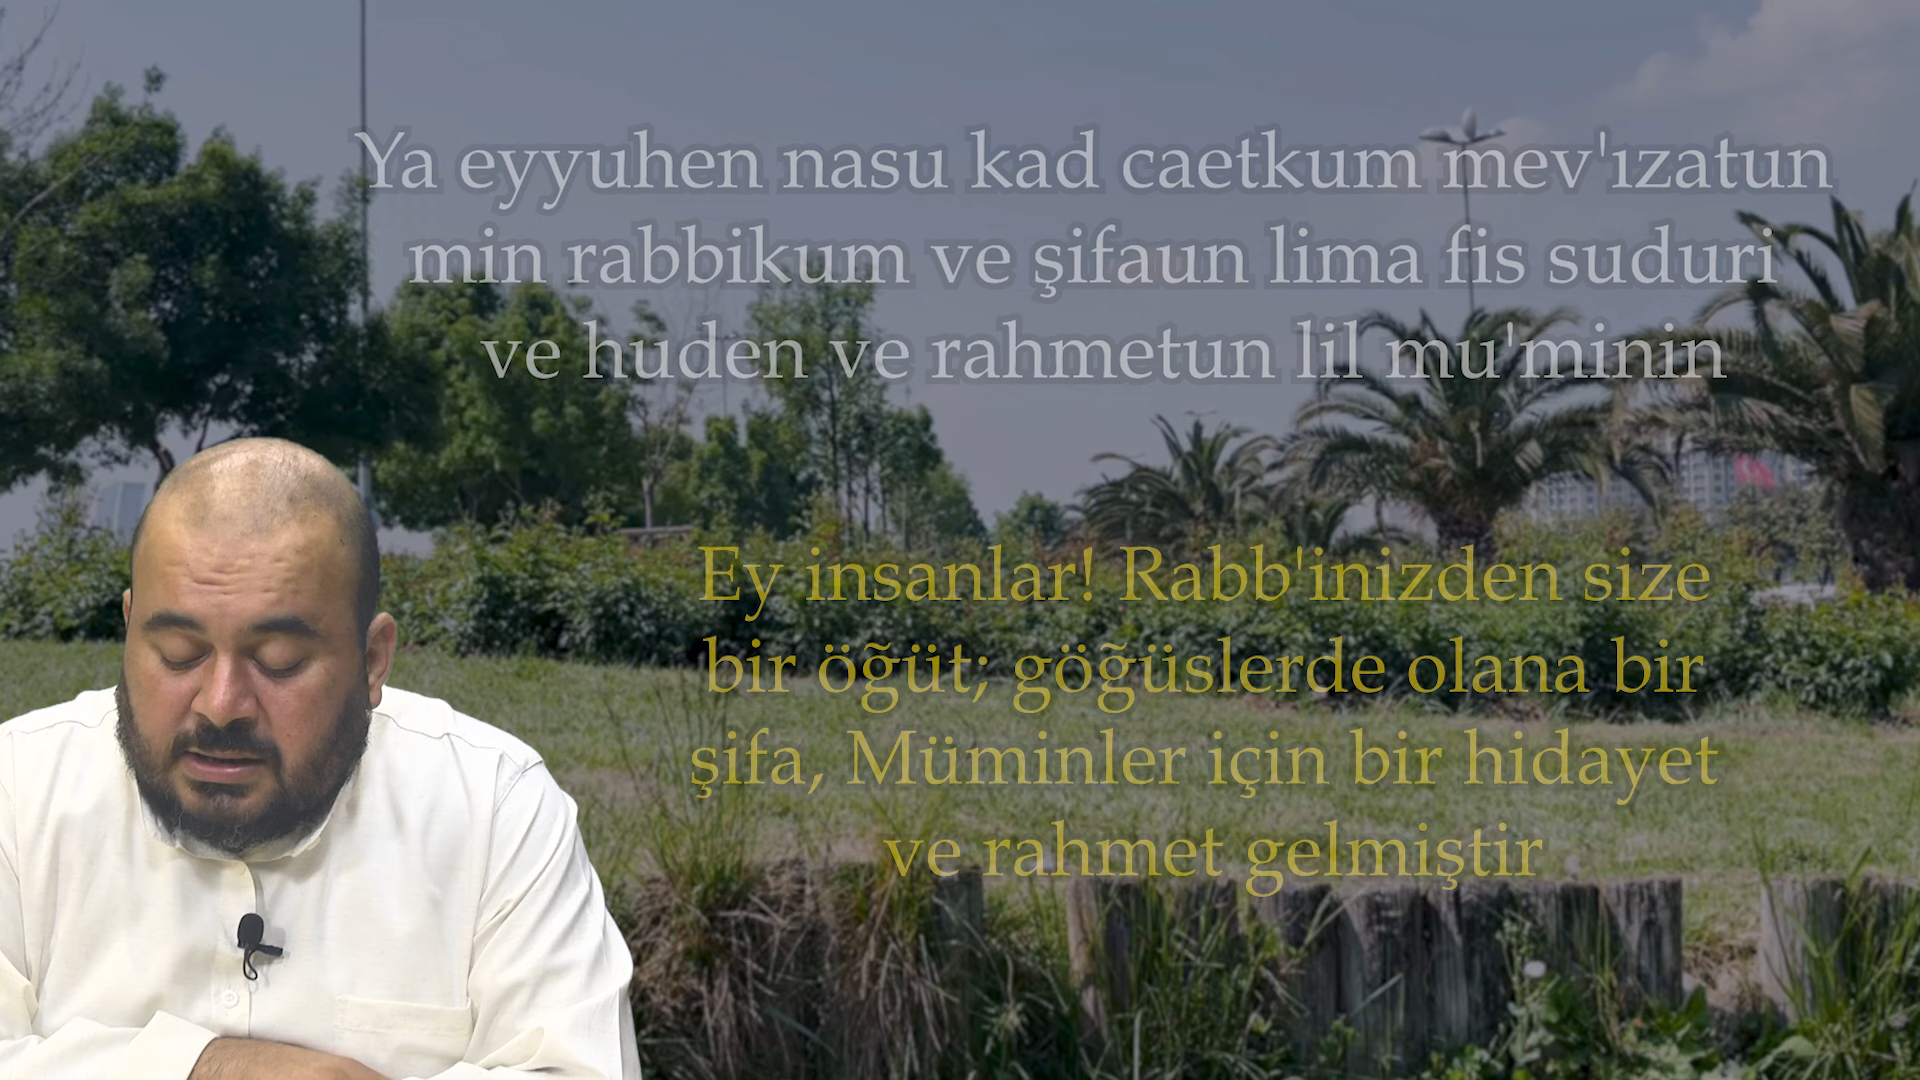 Ya eyyuhen nasu kad caetkum mev'ızatun
min rabbikum ve şifaun lima fis suduri
ve huden ve rahmetun lil mu'minin
Ey insanlar! Rabb'inizden size
bir öğüt; göğüslerde olana bir
şifa, Müminler için bir hidayet
ve rahmet gelmiştir